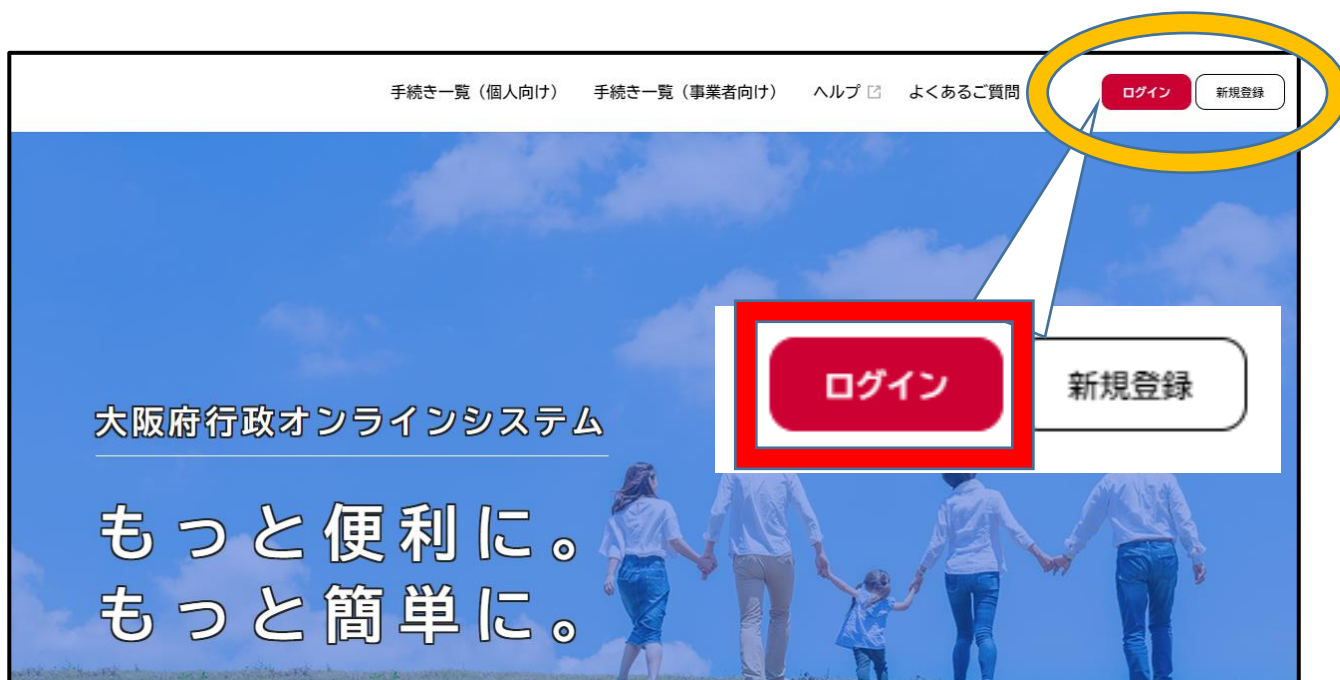 手続き一覧（個人向け） 手続き一覧（事業者向け） ヘルプ よくあるご質問 ログイン 新規登録
ログイン 新規登録
大阪府行政オンラインシステム
もっと便利に。
もっと簡単に。